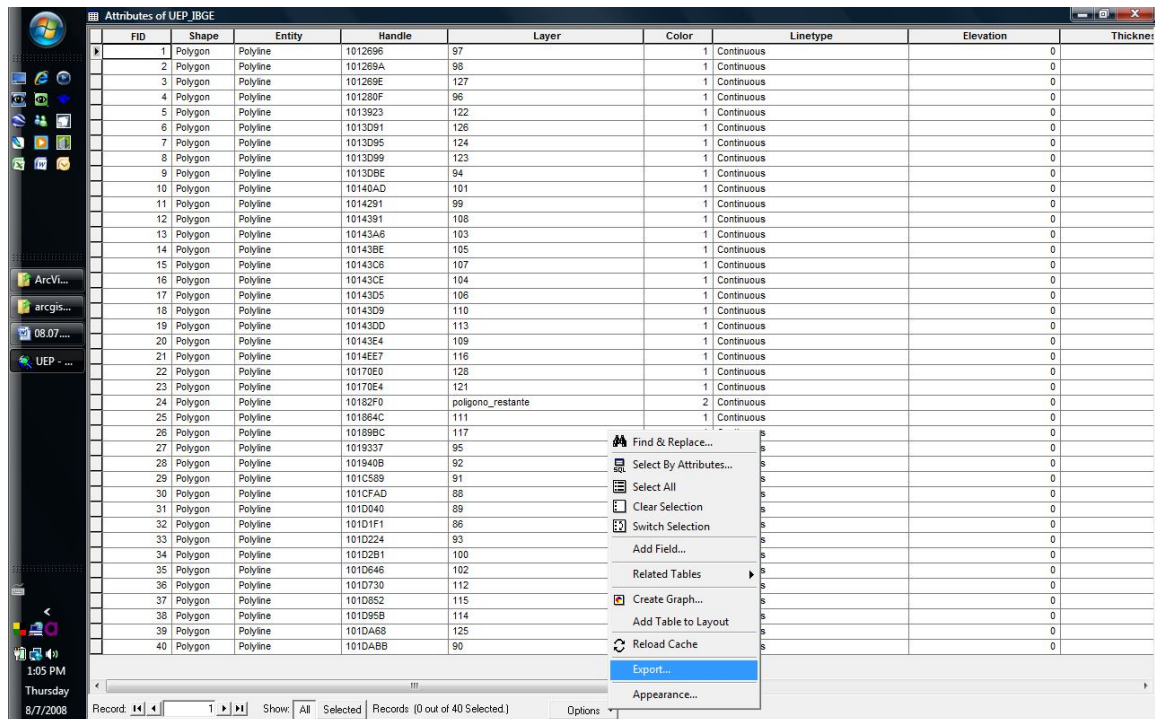 Attributes of UEP_IBGE
FID Shape Entity Handle Layer Color Linetype Elevation Thicknes
1 Polygon Polyline 1012696 97 1 Continuous 0
2 Polygon Polyline 101269A 98 1 Continuous 0
3 Polygon Polyline 101269E 127 1 Continuous 0
4 Polygon Polyline 101280F 96 1 Continuous 0
5 Polygon Polyline 1013923 122 1 Continuous 0
6 Polygon Polyline 1013D91 126 1 Continuous 0
7 Polygon Polyline 1013D95 124 1 Continuous 0
8 Polygon Polyline 1013D99 123 1 Continuous 0
9 Polygon Polyline 1013DBE 94 1 Continuous 0
10 Polygon Polyline 10140AD 101 1 Continuous 0
11 Polygon Polyline 1014291 99 1 Continuous 0
12 Polygon Polyline 1014391 108 1 Continuous 0
13 Polygon Polyline 10143A6 103 1 Continuous 0
14 Polygon Polyline 10143BE 105 1 Continuous 0
15 Polygon Polyline 10143C6 107 1 Continuous 0
16 Polygon Polyline 10143CE 104 1 Continuous 0
17 Polygon Polyline 10143D5 106 1 Continuous 0
18 Polygon Polyline 10143D9 110 1 Continuous 0
19 Polygon Polyline 10143DD 113 1 Continuous 0
20 Polygon Polyline 10143E4 109 1 Continuous 0
21 Polygon Polyline 1014EE7 116 1 Continuous 0
22 Polygon Polyline 10170E0 128 1 Continuous 0
23 Polygon Polyline 10170E4 121 1 Continuous 0
24 Polygon Polyline 10182F0 poligono_restante 2 Continuous 0
25 Polygon Polyline 101864C 111 1 Continuous 0
26 Polygon Polyline 10189BC 117 s 0
27 Polygon Polyline 1019337 95 s 0
28 Polygon Polyline 101940B 92 s 0
29 Polygon Polyline 101C589 91 s 0
30 Polygon Polyline 101CFAD 88 s 0
31 Polygon Polyline 101D040 89 s 0
32 Polygon Polyline 101D1F1 86 s 0
33 Polygon Polyline 101D224 93 s 0
34 Polygon Polyline 101D2B1 100 s 0
35 Polygon Polyline 101D646 102 s 0
36 Polygon Polyline 101D730 112 s 0
37 Polygon Polyline 101D852 115 s 0
38 Polygon Polyline 101D95B 114 s 0
39 Polygon Polyline 101DA68 125 s 0
40 Polygon Polyline 101DABB 90 s 0
Find & Replace...
SQL Select By Attributes...
Select All
Clear Selection
Switch Selection
Add Field...
Related Tables
Create Graph...
Add Table to Layout
Reload Cache
Export...
Appearance...
Record: 1 Show: All Selected Records (0 out of 40 Selected.) Options
ArcVi...
arcgis...
08.07....
UEP - ...
1:05 PM
Thursday
8/7/2008